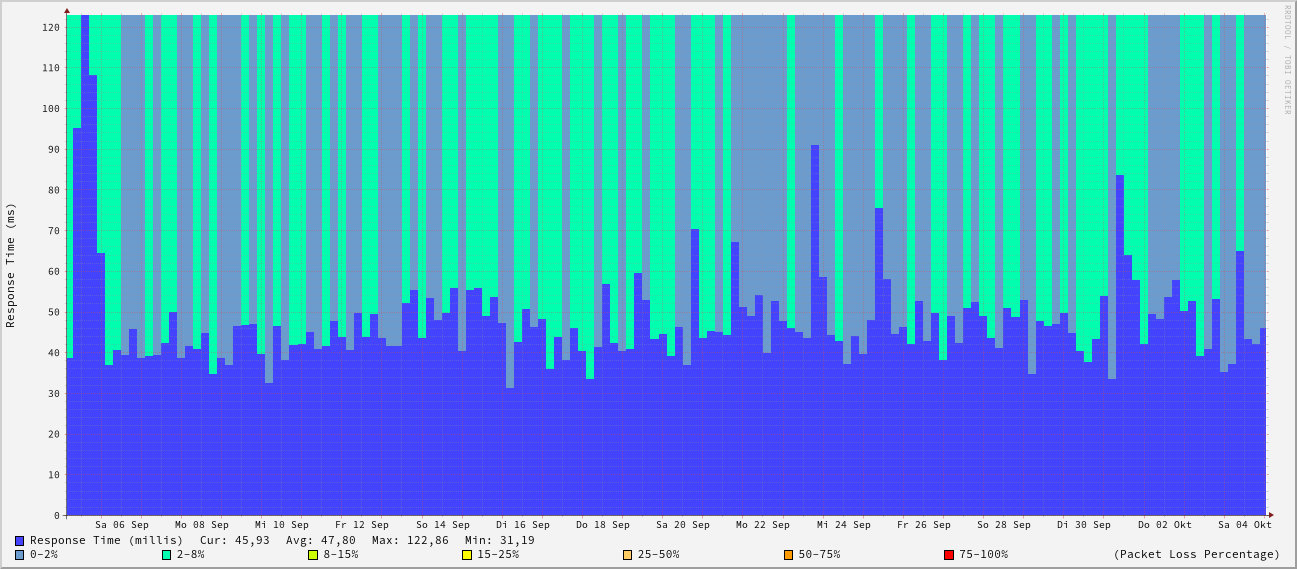 RRDTOOL / TOBI OETIKER
Response Time (ms)
120
110
100
90
80
70
60
50
40
30
20
10
0
Sa 06 Sep Mo 08 Sep Mi 10 Sep Fr 12 Sep So 14 Sep Di 16 Sep Do 18 Sep Sa 20 Sep Mo 22 Sep Mi 24 Sep Fr 26 Sep So 28 Sep Di 30 Sep Do 02 Okt Sa 04 Okt
Response Time (millis) Cur: 45,93 Avg: 47,80 Max: 122,86 Min: 31,19
0-2% 2-8% 8-15% 15-25% 25-50% 50-75% 75-100% (Packet Loss Percentage)